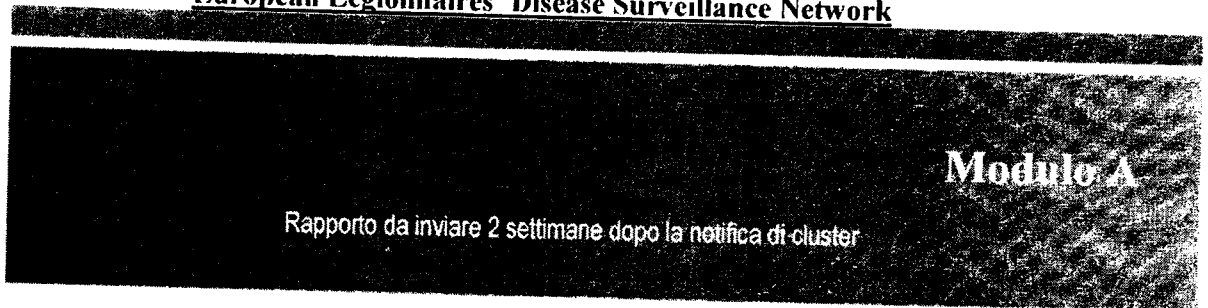 European Legionnaires' Disease Surveillance Network
Modulo A
Rapporto da inviare 2 settimane dopo la notifica di cluster